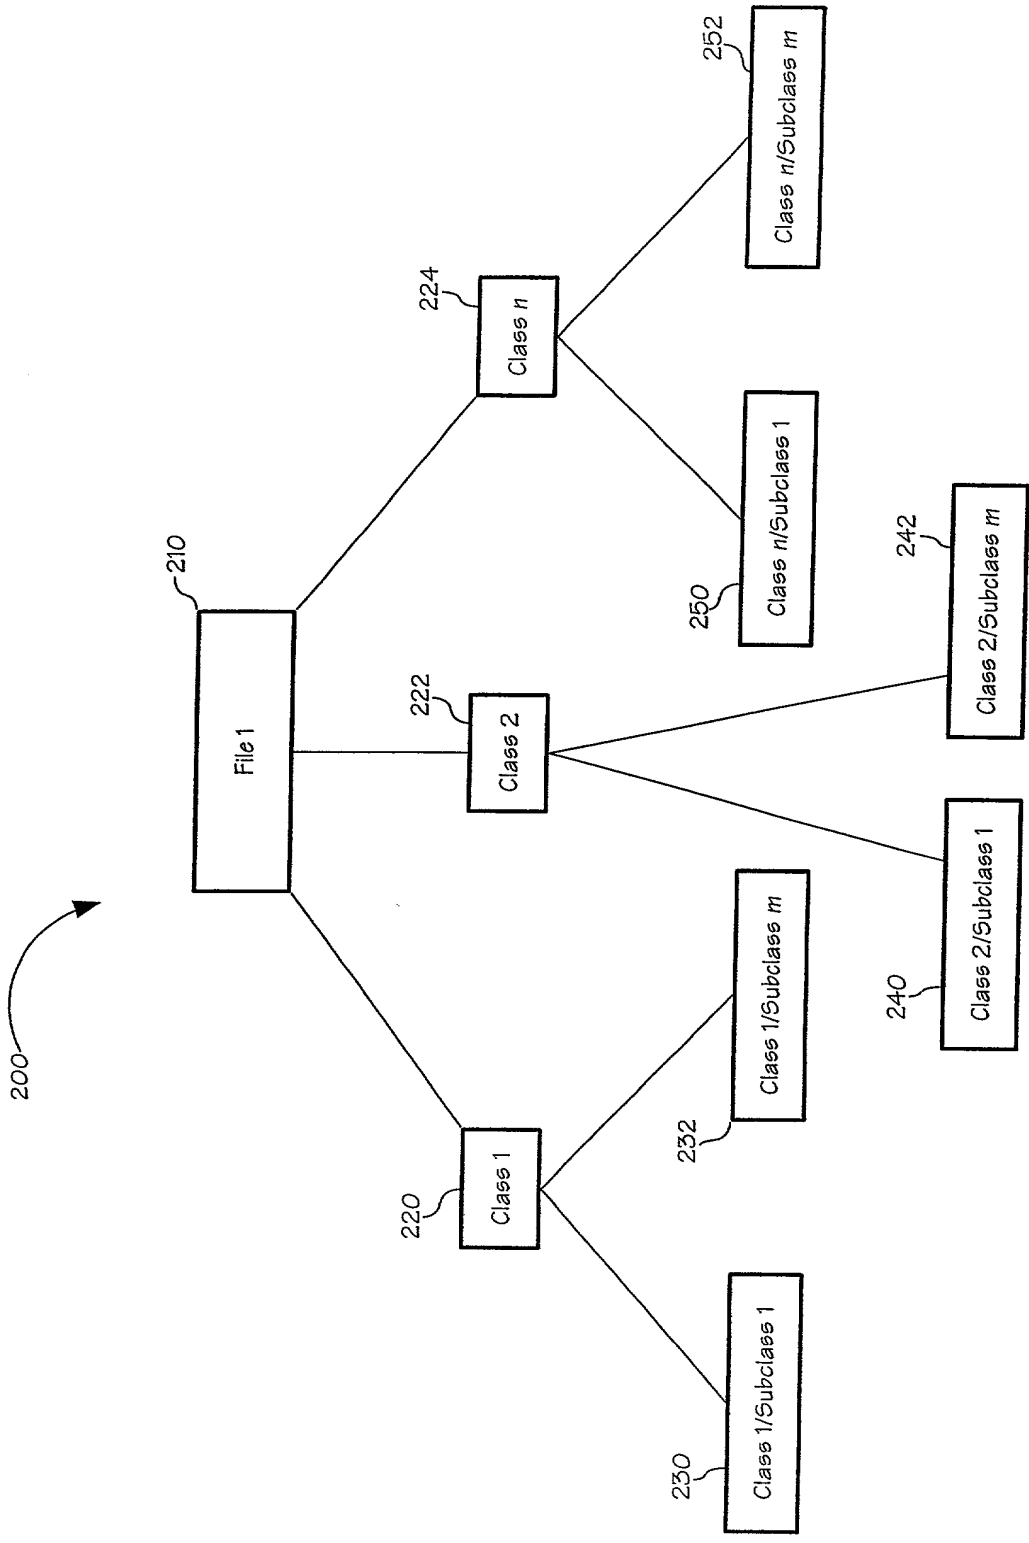 200
210
File 1
220
Class 1
222
Class 2
224
Class n
230
Class 1/Subclass 1
232
Class 1/Subclass m
240
Class 2/Subclass 1
242
Class 2/Subclass m
250
Class n/Subclass 1
252
Class n/Subclass m